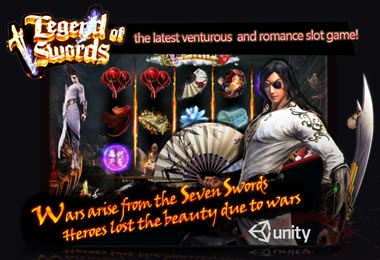 Legend of
Swords
the latest venturous and romance slot game!
Wars arise from the Seven Swords
Heroes lost the beauty due to wars
unity